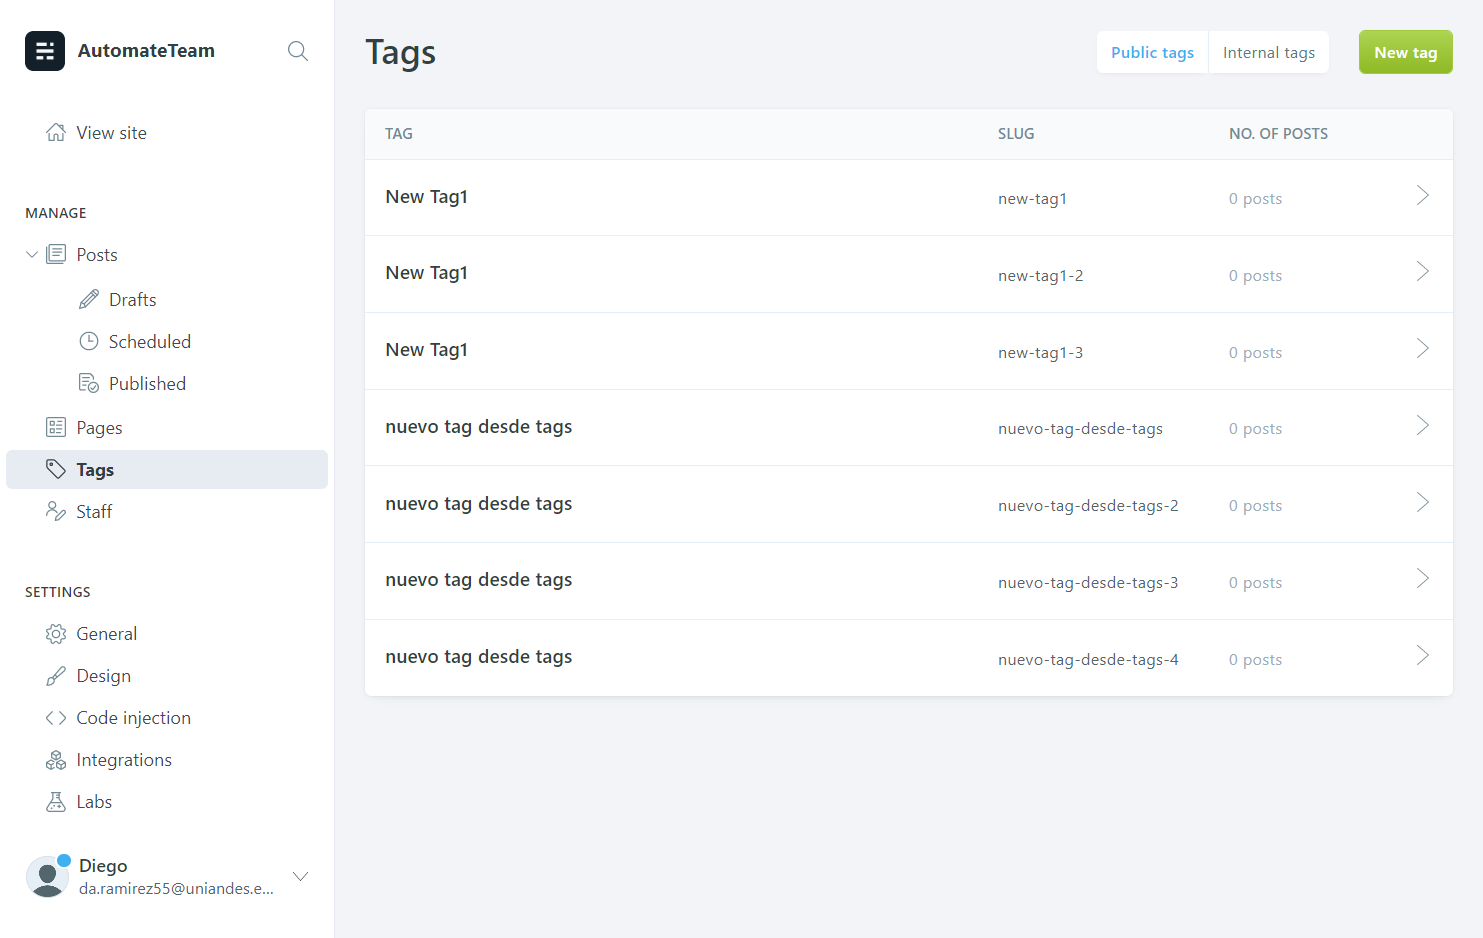 AutomateTeam
View site
MANAGE
Posts
Drafts
Scheduled
Published
Pages
Tags
Staff
SETTINGS
General
Design
Code injection
Integrations
Labs
Diego
da.ramirez55@uniandes.e...
Tags
Public tags Internal tags New tag
TAG SLUG NO. OF POSTS
New Tag1 new-tag1 0 posts
New Tag1 new-tag1-2 0 posts
New Tag1 new-tag1-3 0 posts
nuevo tag desde tags nuevo-tag-desde-tags 0 posts
nuevo tag desde tags nuevo-tag-desde-tags-2 0 posts
nuevo tag desde tags nuevo-tag-desde-tags-3 0 posts
nuevo tag desde tags nuevo-tag-desde-tags-4 0 posts